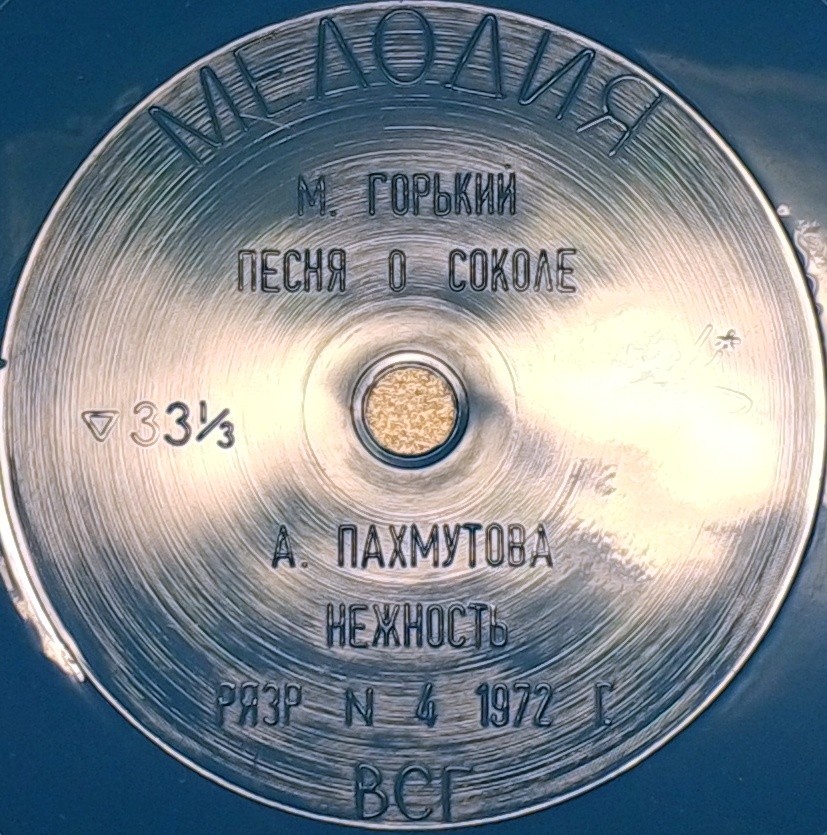 МЕЛОДИЯ
М. ГОРЬКИЙ
ПЕСНЯ О СОКОЛЕ
▽ 33⅓
А. ПАХМУТОВА
НЕЖНОСТЬ
РЯЗР N 4 1972 Г.
ВСГ